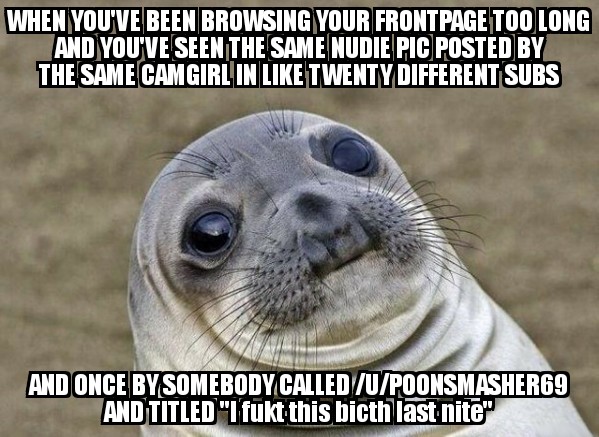 WHEN YOU'VE BEEN BROWSING YOUR FRONTPAGE TOO LONG
AND YOU'VE SEEN THE SAME NUDIE PIC POSTED BY
THE SAME CAMGIRL IN LIKE TWENTY DIFFERENT SUBS
AND ONCE BY SOMEBODY CALLED /U/POONSMASHER69
AND TITLED "I fukt this bicth last nite"